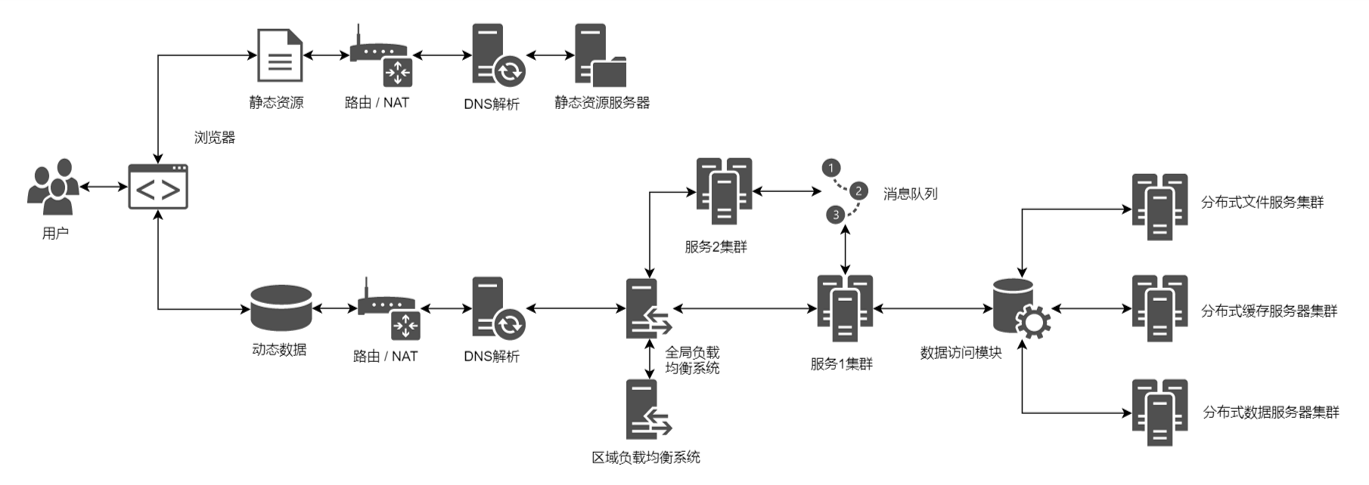 静态资源
路由 / NAT
DNS解析
静态资源服务器
浏览器
用户
1
2
3
消息队列
服务2集群
分布式文件服务集群
动态数据
路由 / NAT
DNS解析
全局负载
均衡系统
服务1集群
数据访问模块
分布式缓存服务器集群
区域负载均衡系统
分布式数据服务器集群